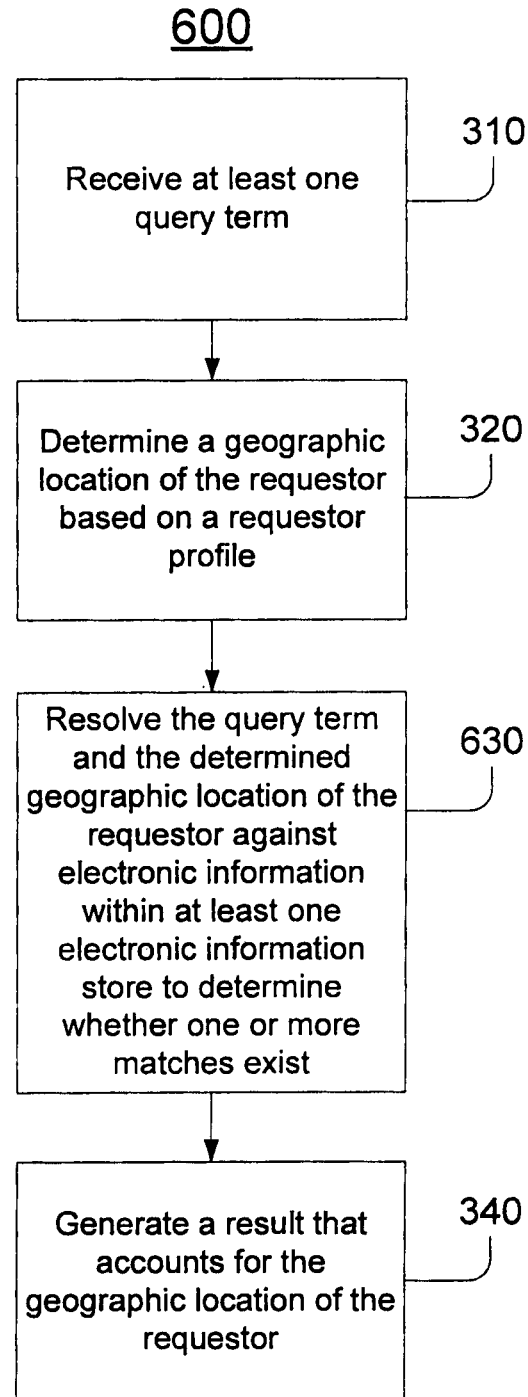 600
Receive at least one
query term
310
Determine a geographic
location of the requestor
based on a requestor
profile
320
Resolve the query term
and the determined
geographic location of the
requestor against
electronic information
within at least one
electronic information
store to determine
whether one or more
matches exist
630
Generate a result that
accounts for the
geographic location of the
requestor
340